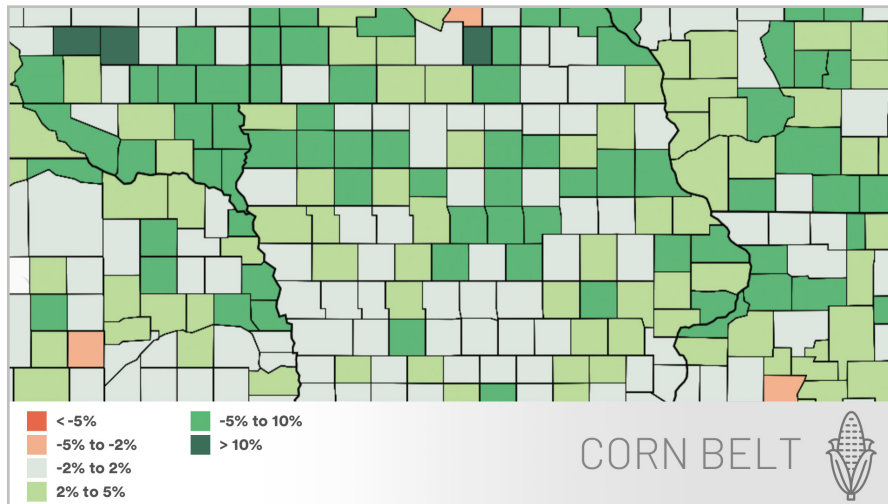 < -5%
-5% to -2%
-2% to 2%
2% to 5%
-5% to 10%
> 10%
CORN BELT